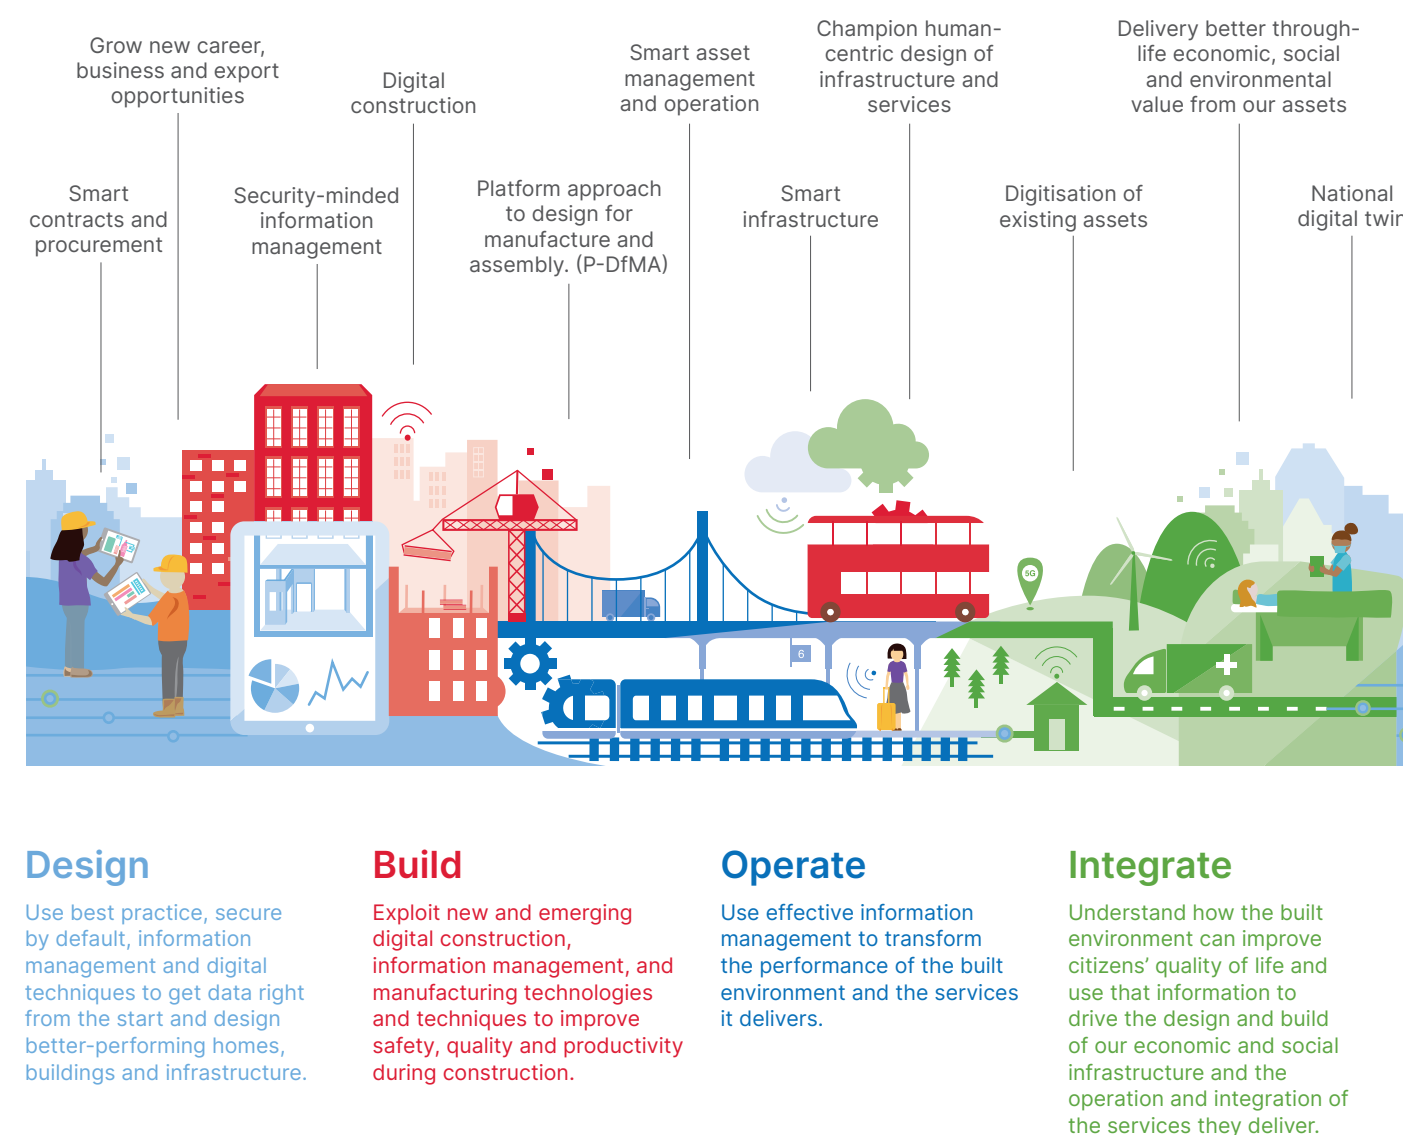 Grow new career,
business and export
opportunities
Digital
construction
Smart asset
management
and operation
Champion human-
centric design of
infrastructure and
services
Delivery better through-
life economic, social
and environmental
value from our assets
Smart
contracts and
procurement
Security-minded
information
management
Platform approach
to design for
manufacture and
assembly. (P-DfMA)
Smart
infrastructure
Digitisation of
existing assets
National
digital twin
5G
6
Design
Use best practice, secure
by default, information
management and digital
techniques to get data right
from the start and design
better-performing homes,
buildings and infrastructure.
Build
Exploit new and emerging
digital construction,
information management, and
manufacturing technologies
and techniques to improve
safety, quality and productivity
during construction.
Operate
Use effective information
management to transform
the performance of the built
environment and the services
it delivers.
Integrate
Understand how the built
environment can improve
citizens’ quality of life and
use that information to
drive the design and build
of our economic and social
infrastructure and the
operation and integration of
the services they deliver.